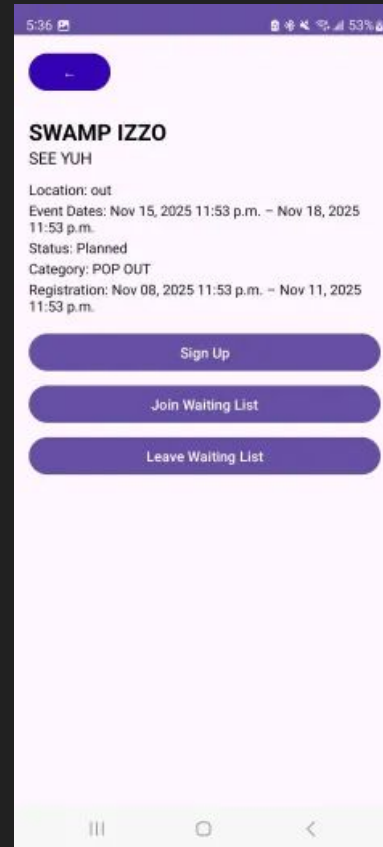 5:36
53%
←
SWAMP IZZO
SEE YUH
Location: out
Event Dates: Nov 15, 2025 11:53 p.m. – Nov 18, 2025
11:53 p.m.
Status: Planned
Category: POP OUT
Registration: Nov 08, 2025 11:53 p.m. – Nov 11, 2025
11:53 p.m.
Sign Up
Join Waiting List
Leave Waiting List